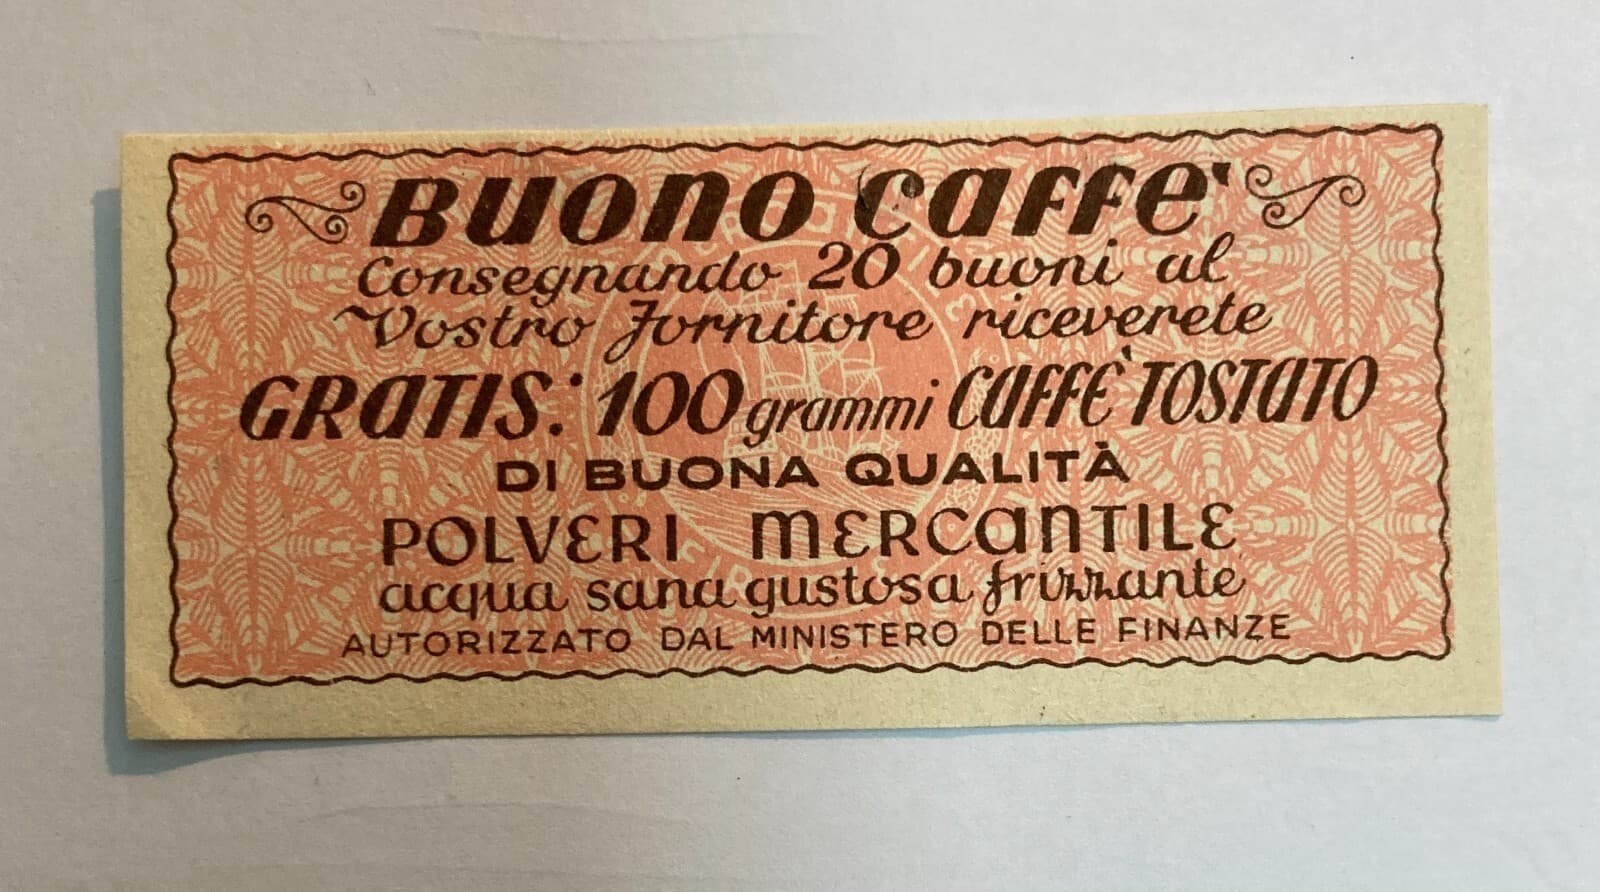 BUONO CAFFE'
Consegnando 20 buoni al
Vostro Fornitore riceverete
GRATIS: 100 grammi CAFFÈ TOSTATO
DI BUONA QUALITÀ
POLVERI MERCANTILE
acqua sana gustosa frizzante
AUTORIZZATO DAL MINISTERO DELLE FINANZE